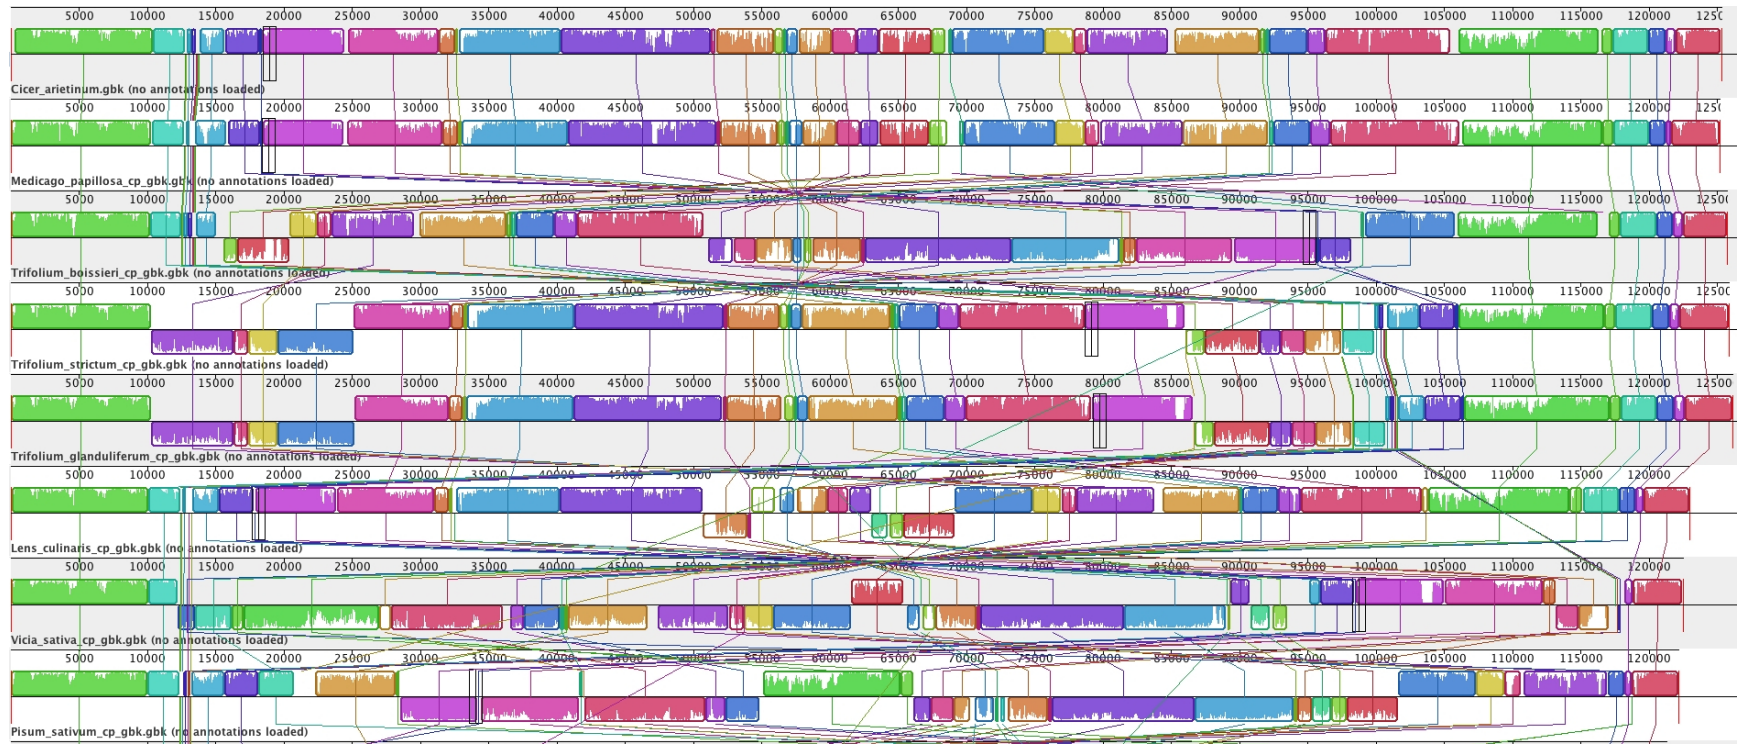 5000 10000 15000 20000 25000 30000 35000 40000 45000 50000 55000 60000 65000 70000 75000 80000 85000 90000 95000 100000 105000 110000 115000 120000
Cicer_arietinum.gbk (no annotations loaded)
5000 10000 15000 20000 25000 30000 35000 40000 45000 50000 55000 60000 65000 70000 75000 80000 85000 90000 95000 100000 105000 110000 115000 120000
Medicago_papillosa_cp_gbk.gbk (no annotations loaded)
5000 10000 15000 20000 25000 30000 35000 40000 45000 50000 55000 60000 65000 70000 75000 80000 85000 90000 95000 100000 105000 110000 115000 120000
Trifolium_boissieri_cp_gbk.gbk (no annotations loaded)
5000 10000 15000 20000 25000 30000 35000 40000 45000 50000 55000 60000 65000 70000 75000 80000 85000 90000 95000 100000 105000 110000 115000 120000
Trifolium_strictum_cp_gbk.gbk (no annotations loaded)
5000 10000 15000 20000 25000 30000 35000 40000 45000 50000 55000 60000 65000 70000 75000 80000 85000 90000 95000 100000 105000 110000 115000 120000
Trifolium_glanduliferum_cp_gbk.gbk (no annotations loaded)
5000 10000 15000 20000 25000 30000 35000 40000 45000 50000 55000 60000 65000 70000 75000 80000 85000 90000 95000 100000 105000 110000 115000 120000
Lens_culinaris_cp_gbk.gbk (no annotations loaded)
5000 10000 15000 20000 25000 30000 35000 40000 45000 50000 55000 60000 65000 70000 75000 80000 85000 90000 95000 100000 105000 110000 115000 120000
Vicia_sativa_cp_gbk.gbk (no annotations loaded)
5000 10000 15000 20000 25000 30000 35000 40000 45000 50000 55000 60000 65000 70000 75000 80000 85000 90000 95000 100000 105000 110000 115000 120000
Pisum_sativum_cp_gbk.gbk (no annotations loaded)